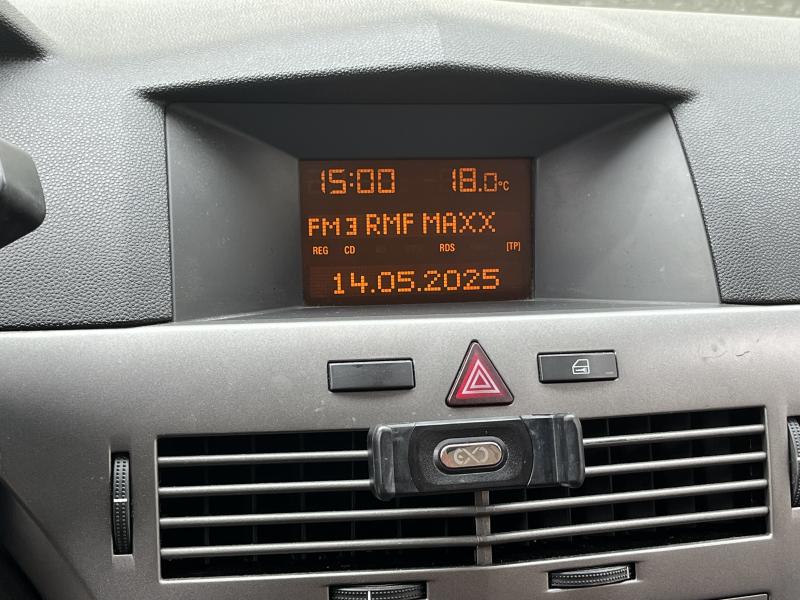 15:00 18.0°C
FM 3 RMF MAXX
REG CD RDS [TP]
14.05.2025